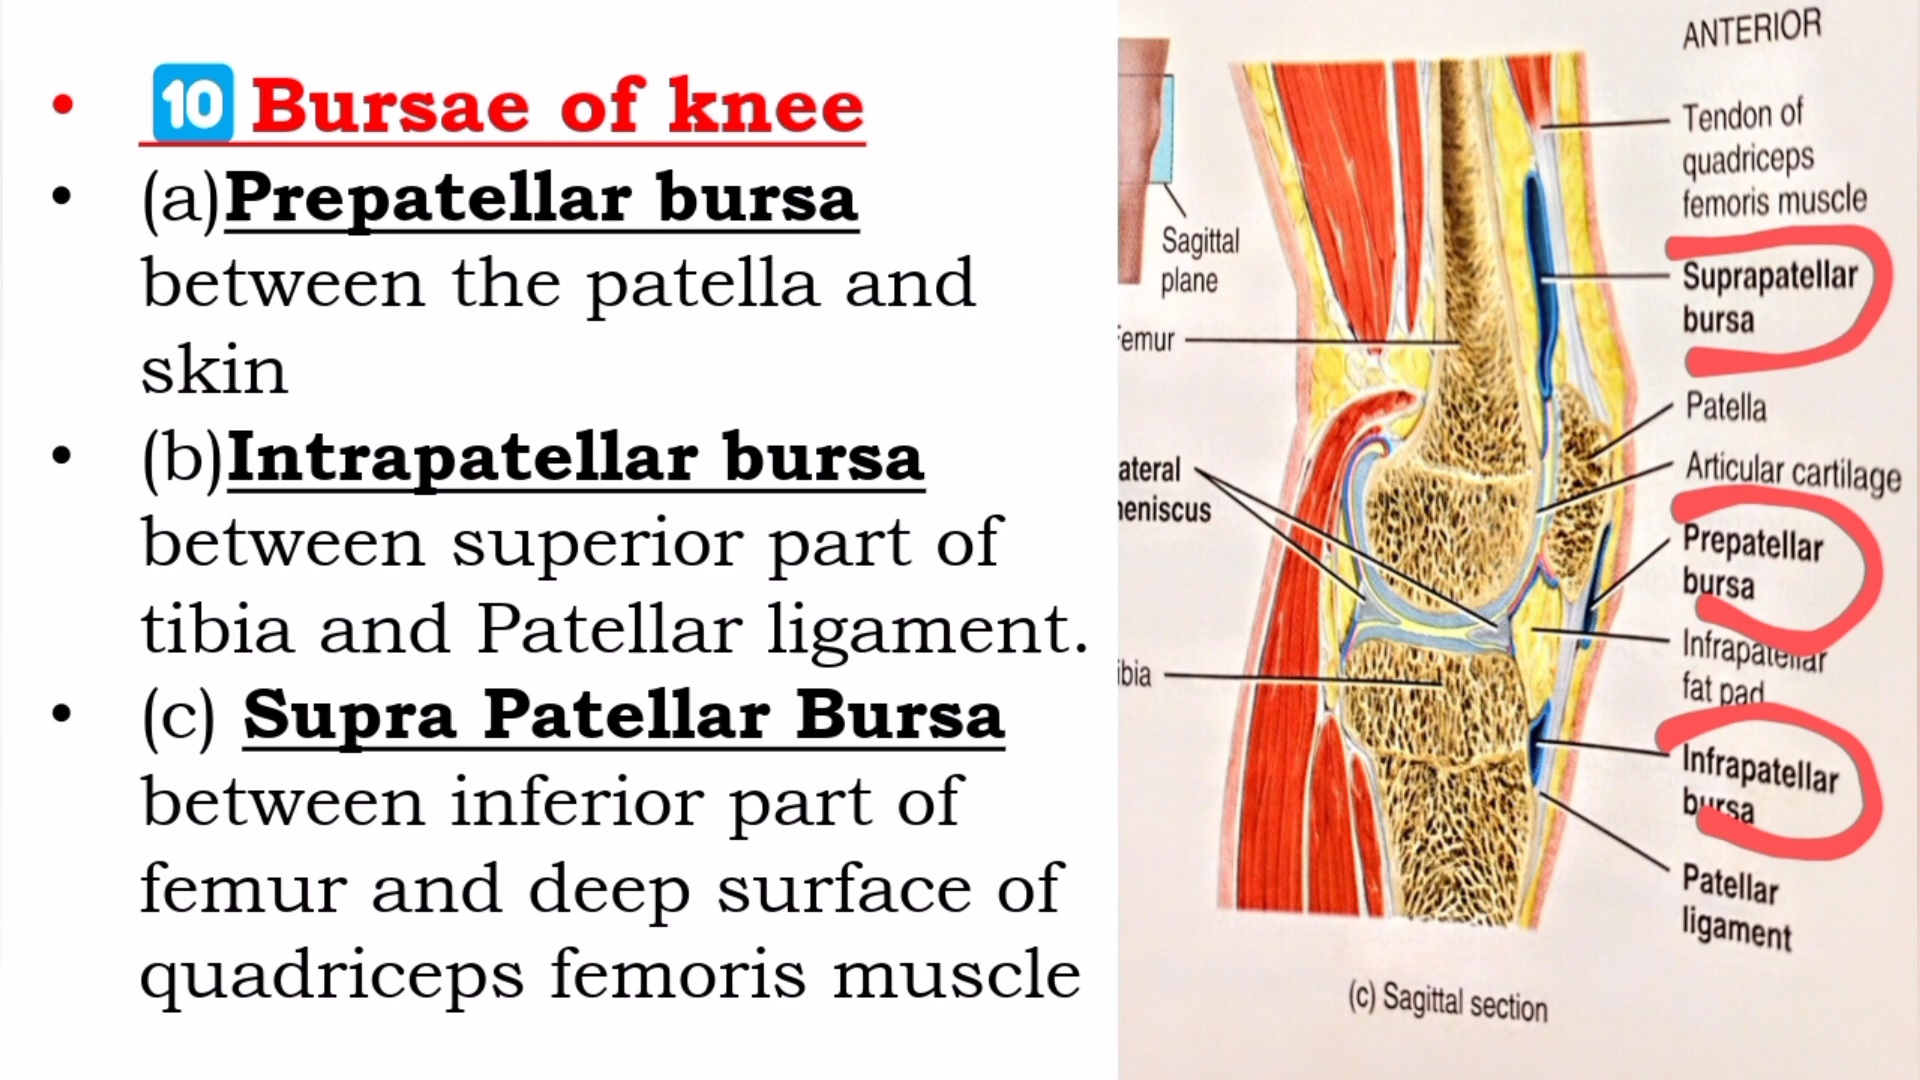 • 🔟 Bursae of knee
• (a)Prepatellar bursa
between the patella and
skin
• (b)Intrapatellar bursa
between superior part of
tibia and Patellar ligament.
• (c) Supra Patellar Bursa
between inferior part of
femur and deep surface of
quadriceps femoris muscle
ANTERIOR
Tendon of
quadriceps
femoris muscle
Sagittal
plane
Suprapatellar
bursa
emur
Patella
ateral
eniscus
Articular cartilage
Prepatellar
bursa
Infrapatellar
fat pad
ibia
Infrapatellar
bursa
Patellar
ligament
(c) Sagittal section